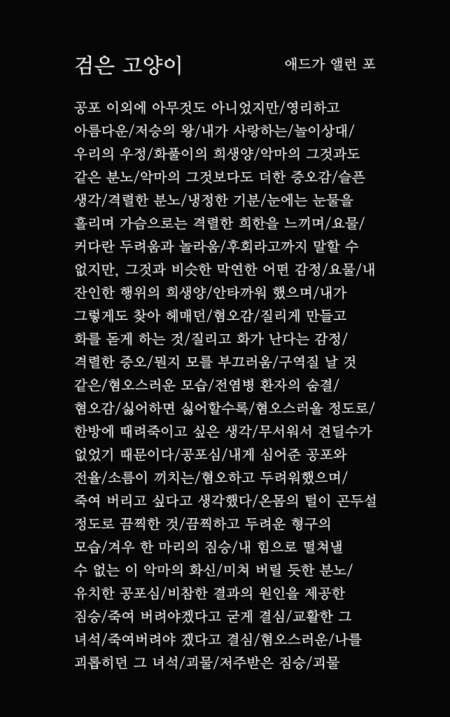 검은 고양이 애드가 앨런 포
공포 이외에 아무것도 아니었지만/영리하고
아름다운/저승의 왕/내가 사랑하는/놀이상대/
우리의 우정/화풀이의 희생양/악마의 그것과도
같은 분노/악마의 그것보다도 더한 증오감/슬픈
생각/격렬한 분노/냉정한 기분/눈에는 눈물을
흘리며 가슴으로는 격렬한 회한을 느끼며/요물/
커다란 두려움과 놀라움/후회라고까지 말할 수
없지만, 그것과 비슷한 막연한 어떤 감정/요물/내
잔인한 행위의 희생양/안타까워 했으며/내가
그렇게도 찾아 헤매던/혐오감/질리게 만들고
화를 돋게 하는 것/질리고 화가 난다는 감정/
격렬한 증오/뭔지 모를 부끄러움/구역질 날 것
같은/혐오스러운 모습/전염병 환자의 숨결/
혐오감/싫어하면 싫어할수록/혐오스러울 정도로/
한방에 때려죽이고 싶은 생각/무서워서 견딜수가
없었기 때문이다/공포심/내게 심어준 공포와
전율/소름이 끼치는/혐오하고 두려워했으며/
죽여 버리고 싶다고 생각했다/온몸의 털이 곤두설
정도로 끔찍한 것/끔찍하고 두려운 형구의
모습/겨우 한 마리의 짐승/내 힘으로 떨쳐낼
수 없는 이 악마의 화신/미쳐 버릴 듯한 분노/
유치한 공포심/비참한 결과의 원인을 제공한
짐승/죽여 버려야겠다고 굳게 결심/교활한 그
녀석/죽여버려야 겠다고 결심/혐오스러운/나를
괴롭히던 그 녀석/괴물/저주받은 짐승/괴물